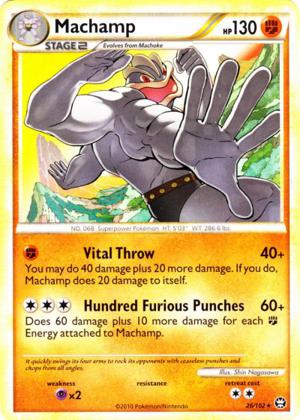 Machamp
HP 130
STAGE 2
Evolves from Machoke
NO. 068 Superpower Pokémon HT. 5'03" WT. 286.6 lbs.
Vital Throw 40+
You may do 40 damage plus 20 more damage. If you do,
Machamp does 20 damage to itself.
Hundred Furious Punches 60+
Does 60 damage plus 10 more damage for each
Energy attached to Machamp.
It quickly swings its four arms to rock its opponents with ceaseless punches
and chops from all angles.
Illus. Shin Nagasawa
weakness resistance retreat cost
×2
©2010 Pokémon/Nintendo
26/102 ★